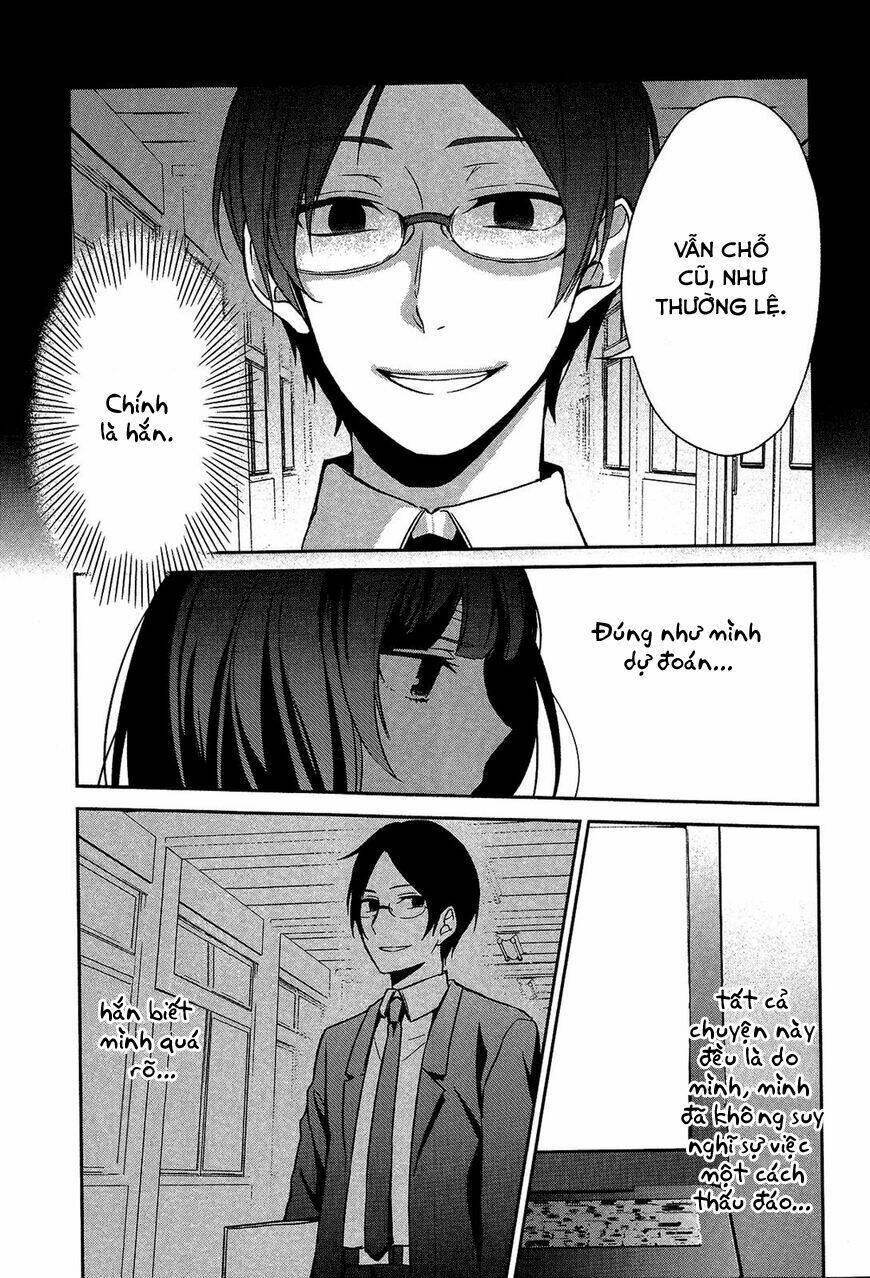 VẪN CHỖ
CŨ, NHƯ
THƯỜNG LỆ.
Chính
là hắn.
Đúng như mình
dự đoán...
tất cả
chuyện này
đều là do
mình, mình
đã không suy
nghĩ sự việc
một cách
thấu đáo...
hắn biết
mình quá
rõ...